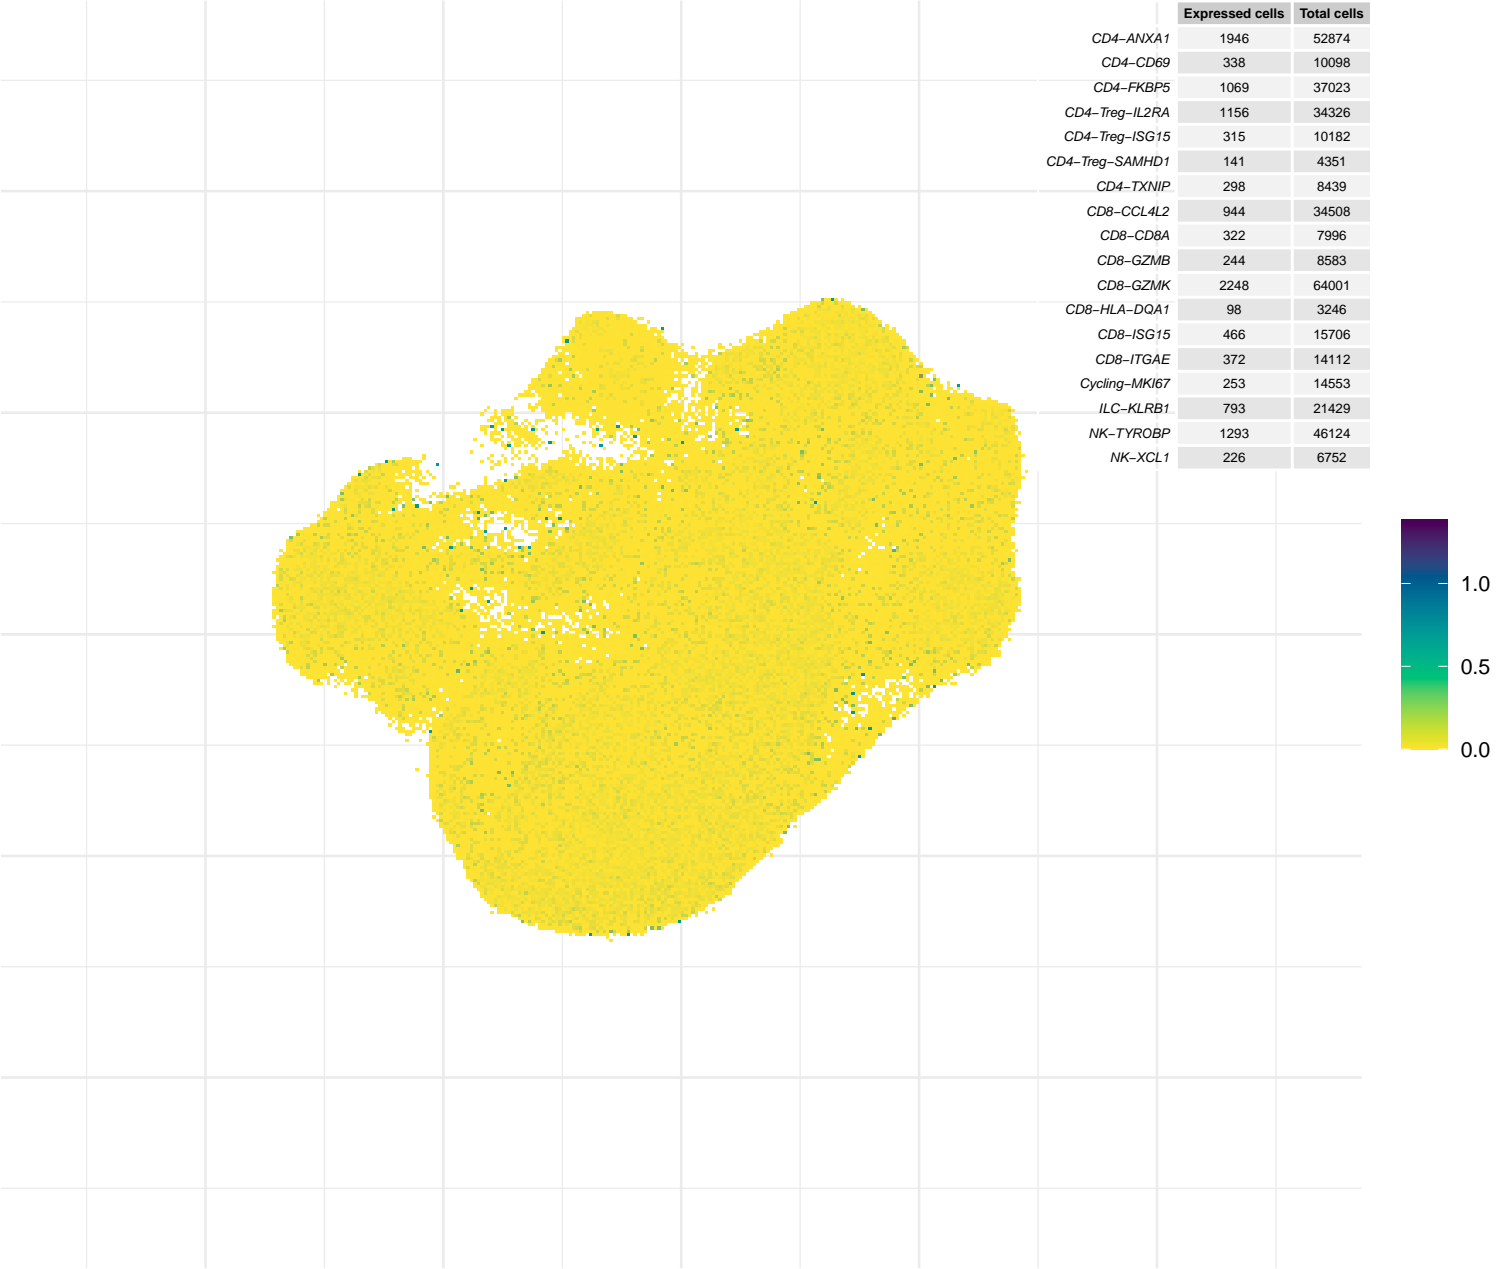 Expressed cells Total cells
CD4−ANXA1 1946 52874
CD4−CD69 338 10098
CD4−FKBP5 1069 37023
CD4−Treg−IL2RA 1156 34326
CD4−Treg−ISG15 315 10182
CD4−Treg−SAMHD1 141 4351
CD4−TXNIP 298 8439
CD8−CCL4L2 944 34508
CD8−CD8A 322 7996
CD8−GZMB 244 8583
CD8−GZMK 2248 64001
CD8−HLA−DQA1 98 3246
CD8−ISG15 466 15706
CD8−ITGAE 372 14112
Cycling−MKI67 253 14553
ILC−KLRB1 793 21429
NK−TYROBP 1293 46124
NK−XCL1 226 6752
1.0
0.5
0.0